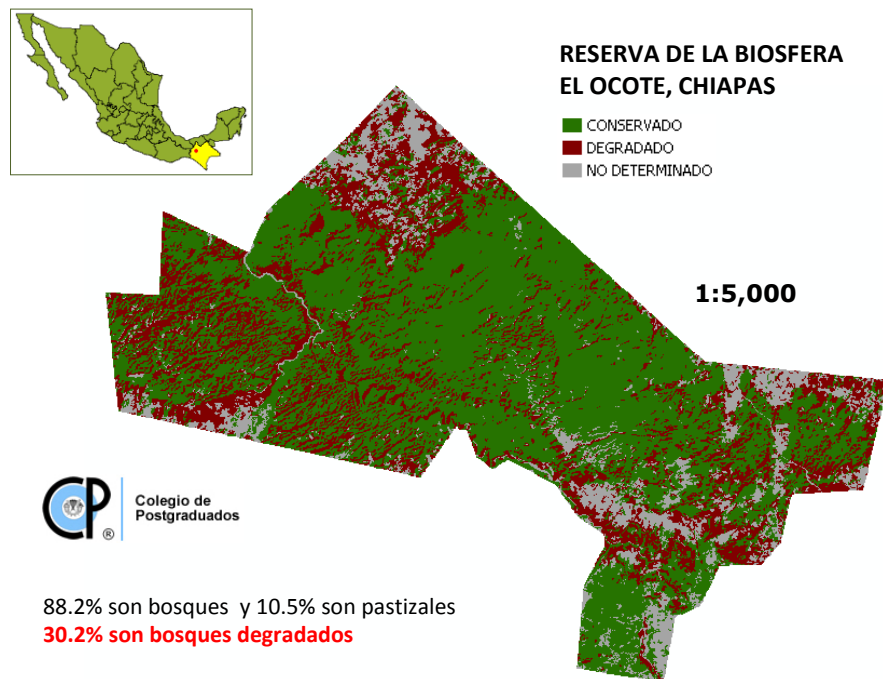 RESERVA DE LA BIOSFERA
EL OCOTE, CHIAPAS
CONSERVADO
DEGRADADO
NO DETERMINADO
1:5,000
CP
®
Colegio de
Postgraduados
88.2% son bosques y 10.5% son pastizales
30.2% son bosques degradados